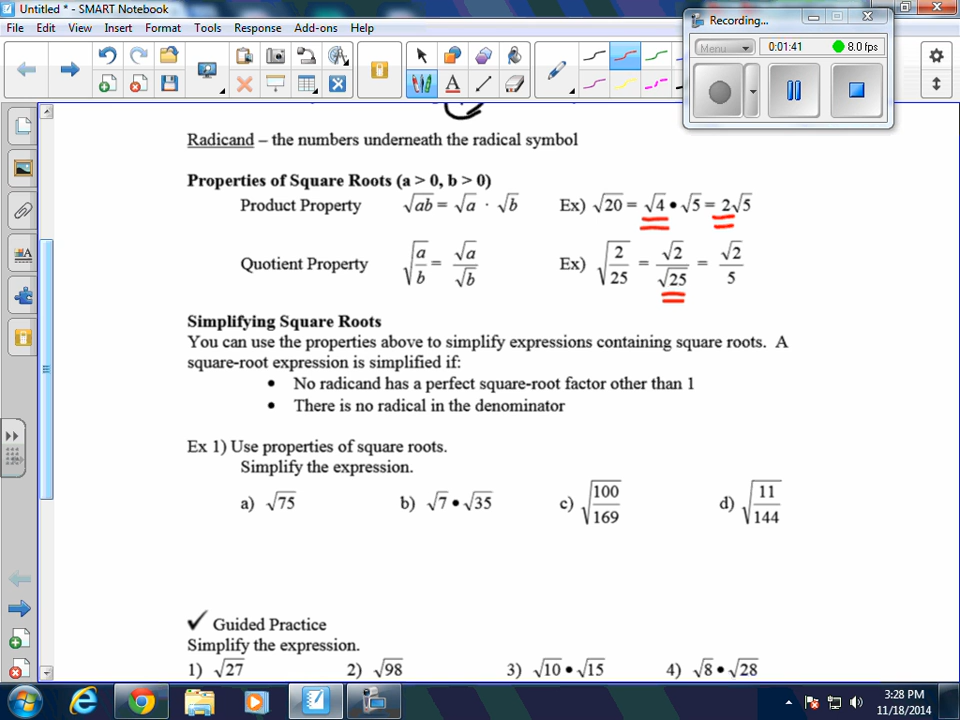 Untitled * - SMART Notebook
File Edit View Insert Format Tools Response Add-ons Help
Recording...
Menu 0:01:41 8.0 fps
Radicand – the numbers underneath the radical symbol
Properties of Square Roots (a > 0, b > 0)
Product Property √ab = √a · √b Ex) √20 = √4 • √5 = 2√5
Quotient Property √(a/b) = √a/√b Ex) √(2/25) = √2/√25 = √2/5
Simplifying Square Roots
You can use the properties above to simplify expressions containing square roots. A
square-root expression is simplified if:
• No radicand has a perfect square-root factor other than 1
• There is no radical in the denominator
Ex 1) Use properties of square roots.
Simplify the expression.
a) √75 b) √7 • √35 c) √(100/169) d) √(11/144)
✓ Guided Practice
Simplify the expression.
1) √27 2) √98 3) √10 • √15 4) √8 • √28
3:28 PM
11/18/2014